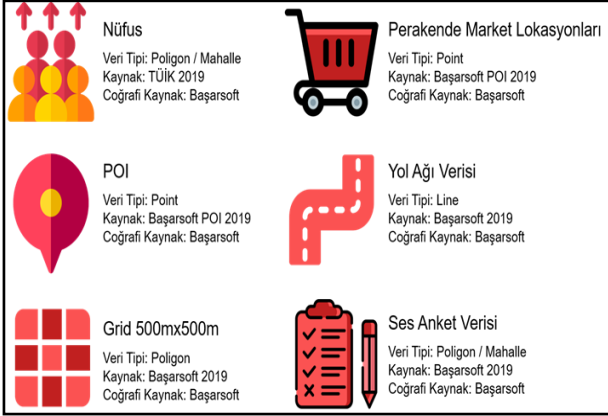 Nüfus
Veri Tipi: Poligon / Mahalle
Kaynak: TÜİK 2019
Coğrafi Kaynak: Başarsoft
Perakende Market Lokasyonları
Veri Tipi: Point
Kaynak: Başarsoft POI 2019
Coğrafi Kaynak: Başarsoft
POI
Veri Tipi: Point
Kaynak: Başarsoft POI 2019
Coğrafi Kaynak: Başarsoft
Yol Ağı Verisi
Veri Tipi: Line
Kaynak: Başarsoft 2019
Coğrafi Kaynak: Başarsoft
Grid 500mx500m
Veri Tipi: Poligon
Kaynak: Başarsoft 2019
Coğrafi Kaynak: Başarsoft
Ses Anket Verisi
Veri Tipi: Poligon / Mahalle
Kaynak: Başarsoft 2019
Coğrafi Kaynak: Başarsoft